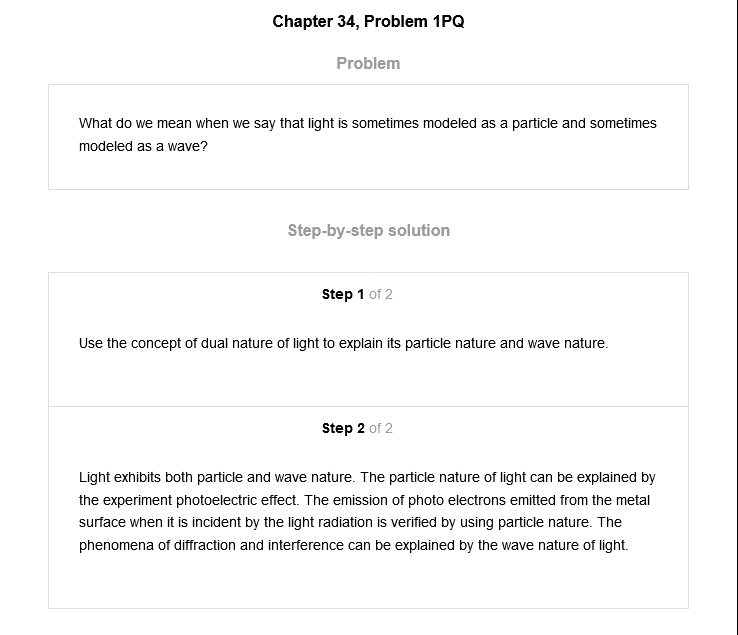 Chapter 34, Problem 1PQ
Problem
What do we mean when we say that light is sometimes modeled as a particle and sometimes
modeled as a wave?
Step-by-step solution
Step 1 of 2
Use the concept of dual nature of light to explain its particle nature and wave nature.
Step 2 of 2
Light exhibits both particle and wave nature. The particle nature of light can be explained by
the experiment photoelectric effect. The emission of photo electrons emitted from the metal
surface when it is incident by the light radiation is verified by using particle nature. The
phenomena of diffraction and interference can be explained by the wave nature of light.